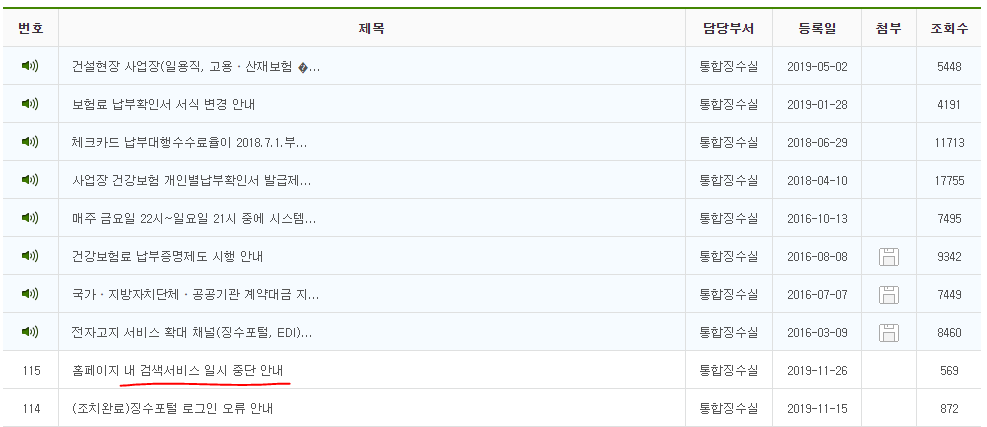 번호 제목 담당부서 등록일 첨부 조회수
건설현장 사업장(일용직, 고용ㆍ산재보험 �... 통합징수실 2019-05-02 5448
보험료 납부확인서 서식 변경 안내 통합징수실 2019-01-28 4191
체크카드 납부대행수수료율이 2018.7.1.부... 통합징수실 2018-06-29 11713
사업장 건강보험 개인별납부확인서 발급제... 통합징수실 2018-04-10 17755
매주 금요일 22시~일요일 21시 중에 시스템... 통합징수실 2016-10-13 7495
건강보험료 납부증명제도 시행 안내 통합징수실 2016-08-08 9342
국가ㆍ지방자치단체ㆍ공공기관 계약대금 지... 통합징수실 2016-07-07 7449
전자고지 서비스 확대 채널(징수포털, EDI)... 통합징수실 2016-03-09 8460
115 홈페이지 내 검색서비스 일시 중단 안내 통합징수실 2019-11-26 569
114 (조치완료)징수포털 로그인 오류 안내 통합징수실 2019-11-15 872